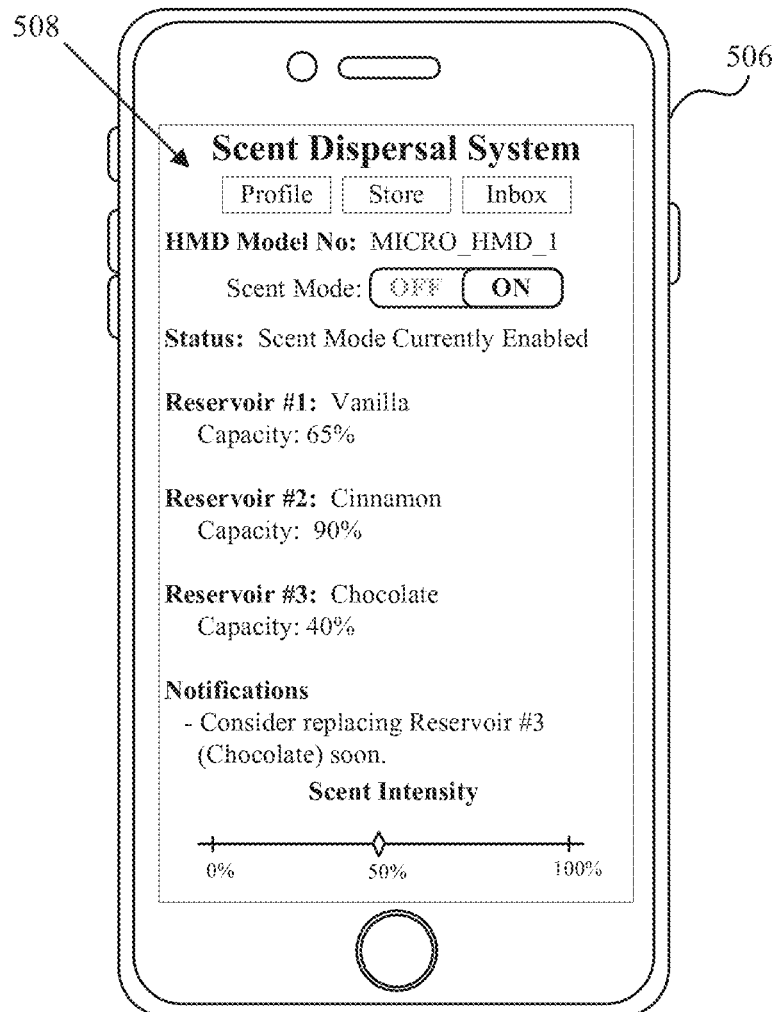 508
506
Scent Dispersal System
Profile Store Inbox
HMD Model No: MICRO_HMD_1
Scent Mode: OFF ON
Status: Scent Mode Currently Enabled
Reservoir #1: Vanilla
Capacity: 65%
Reservoir #2: Cinnamon
Capacity: 90%
Reservoir #3: Chocolate
Capacity: 40%
Notifications
- Consider replacing Reservoir #3
(Chocolate) soon.
Scent Intensity
0% 50% 100%